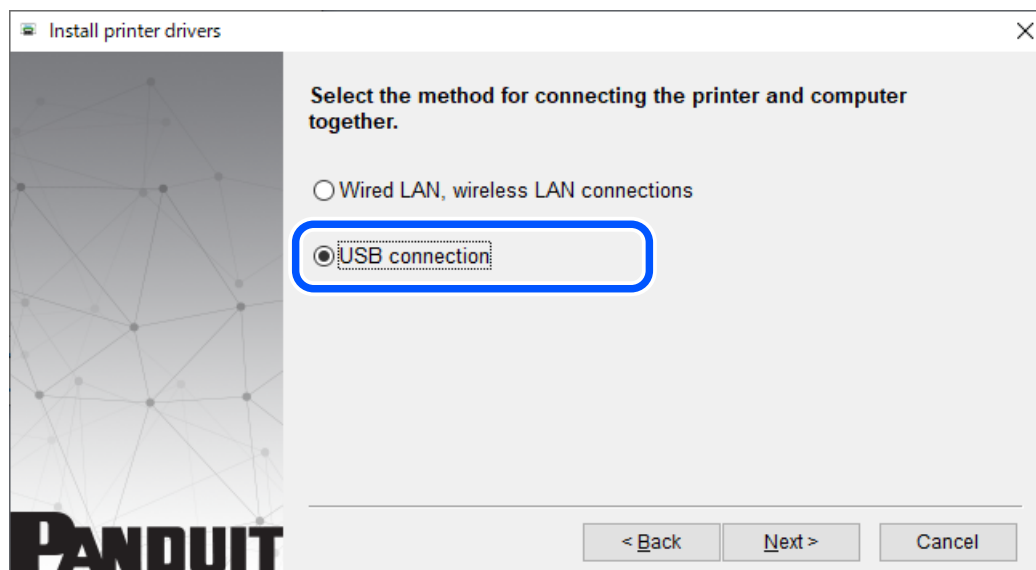 Install printer drivers
Select the method for connecting the printer and computer
together.
Wired LAN, wireless LAN connections
USB connection
PANDUIT
< Back
Next >
Cancel